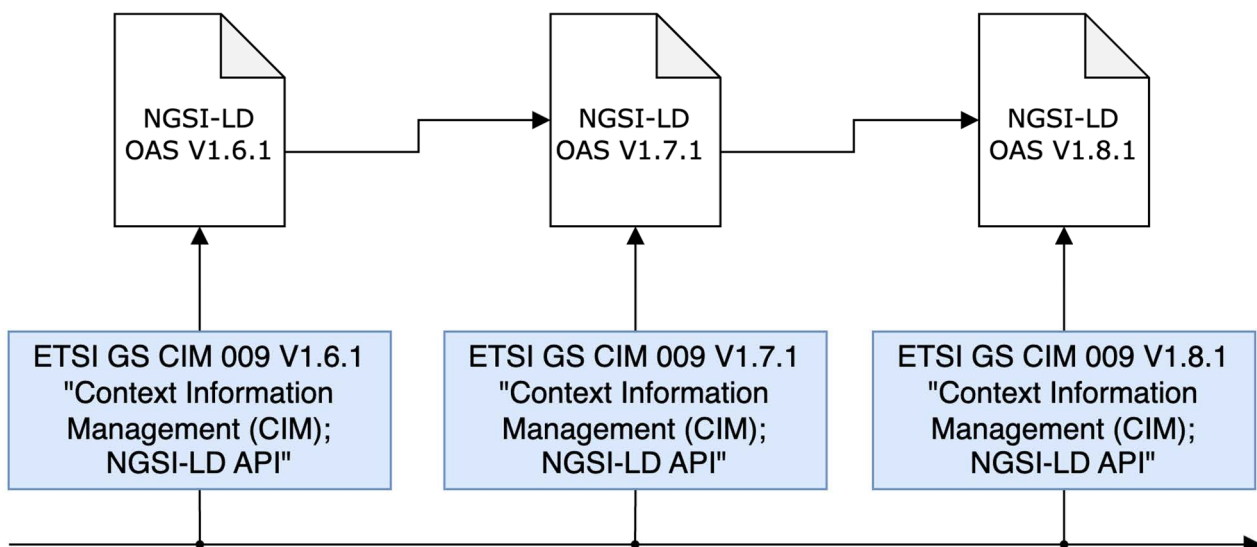 NGSI-LD
OAS V1.6.1
NGSI-LD
OAS V1.7.1
NGSI-LD
OAS V1.8.1
ETSI GS CIM 009 V1.6.1
"Context Information
Management (CIM);
NGSI-LD API"
ETSI GS CIM 009 V1.7.1
"Context Information
Management (CIM);
NGSI-LD API"
ETSI GS CIM 009 V1.8.1
"Context Information
Management (CIM);
NGSI-LD API"